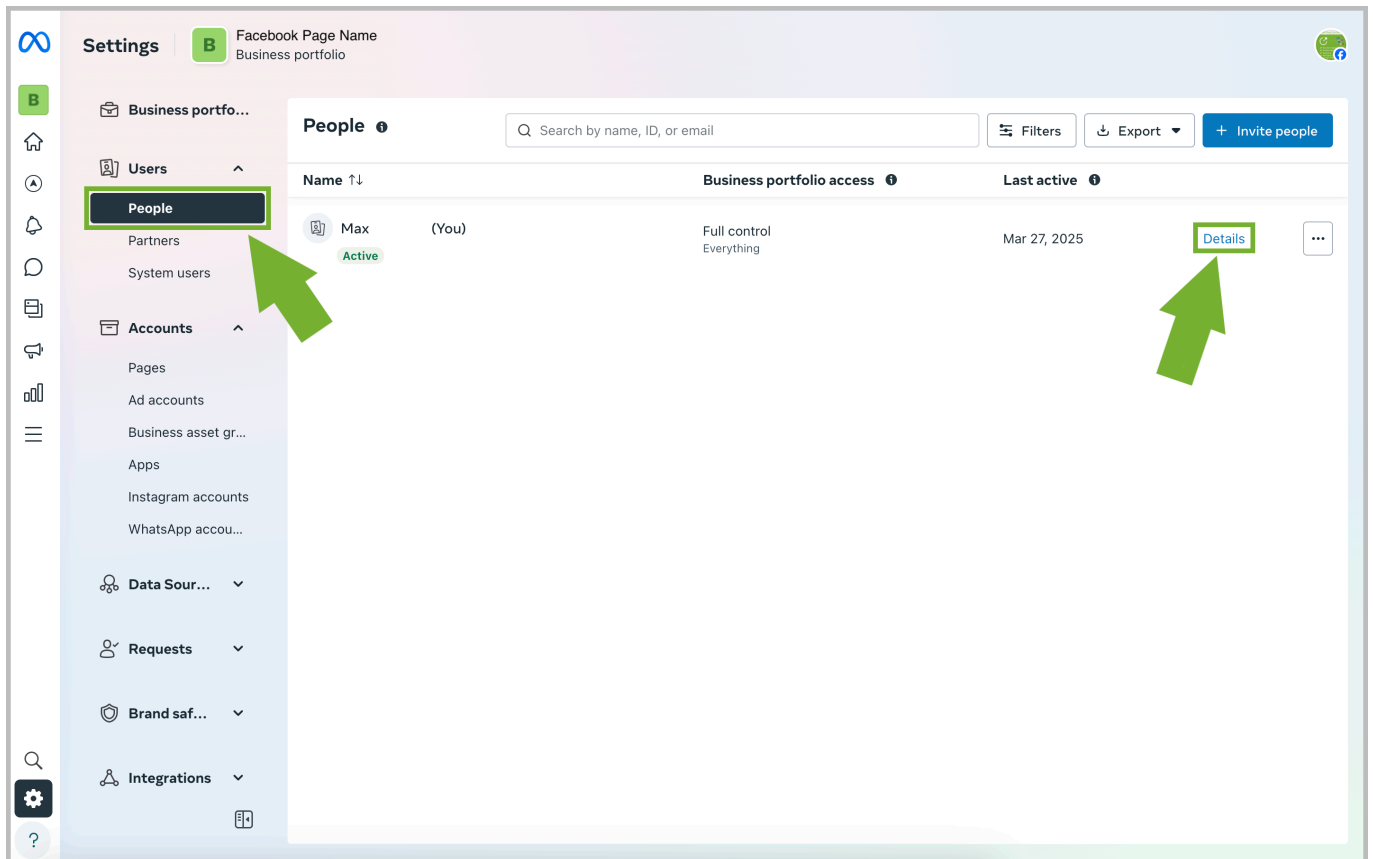 Settings
B
Facebook Page Name
Business portfolio
B
Business portfo...
Users
People
Partners
System users
Accounts
Pages
Ad accounts
Business asset gr...
Apps
Instagram accounts
WhatsApp accou...
Data Sour...
Requests
Brand saf...
Integrations
?
People
Search by name, ID, or email
Filters
Export
+ Invite people
Name
Business portfolio access
Last active
Max (You)
Active
Full control
Everything
Mar 27, 2025
Details